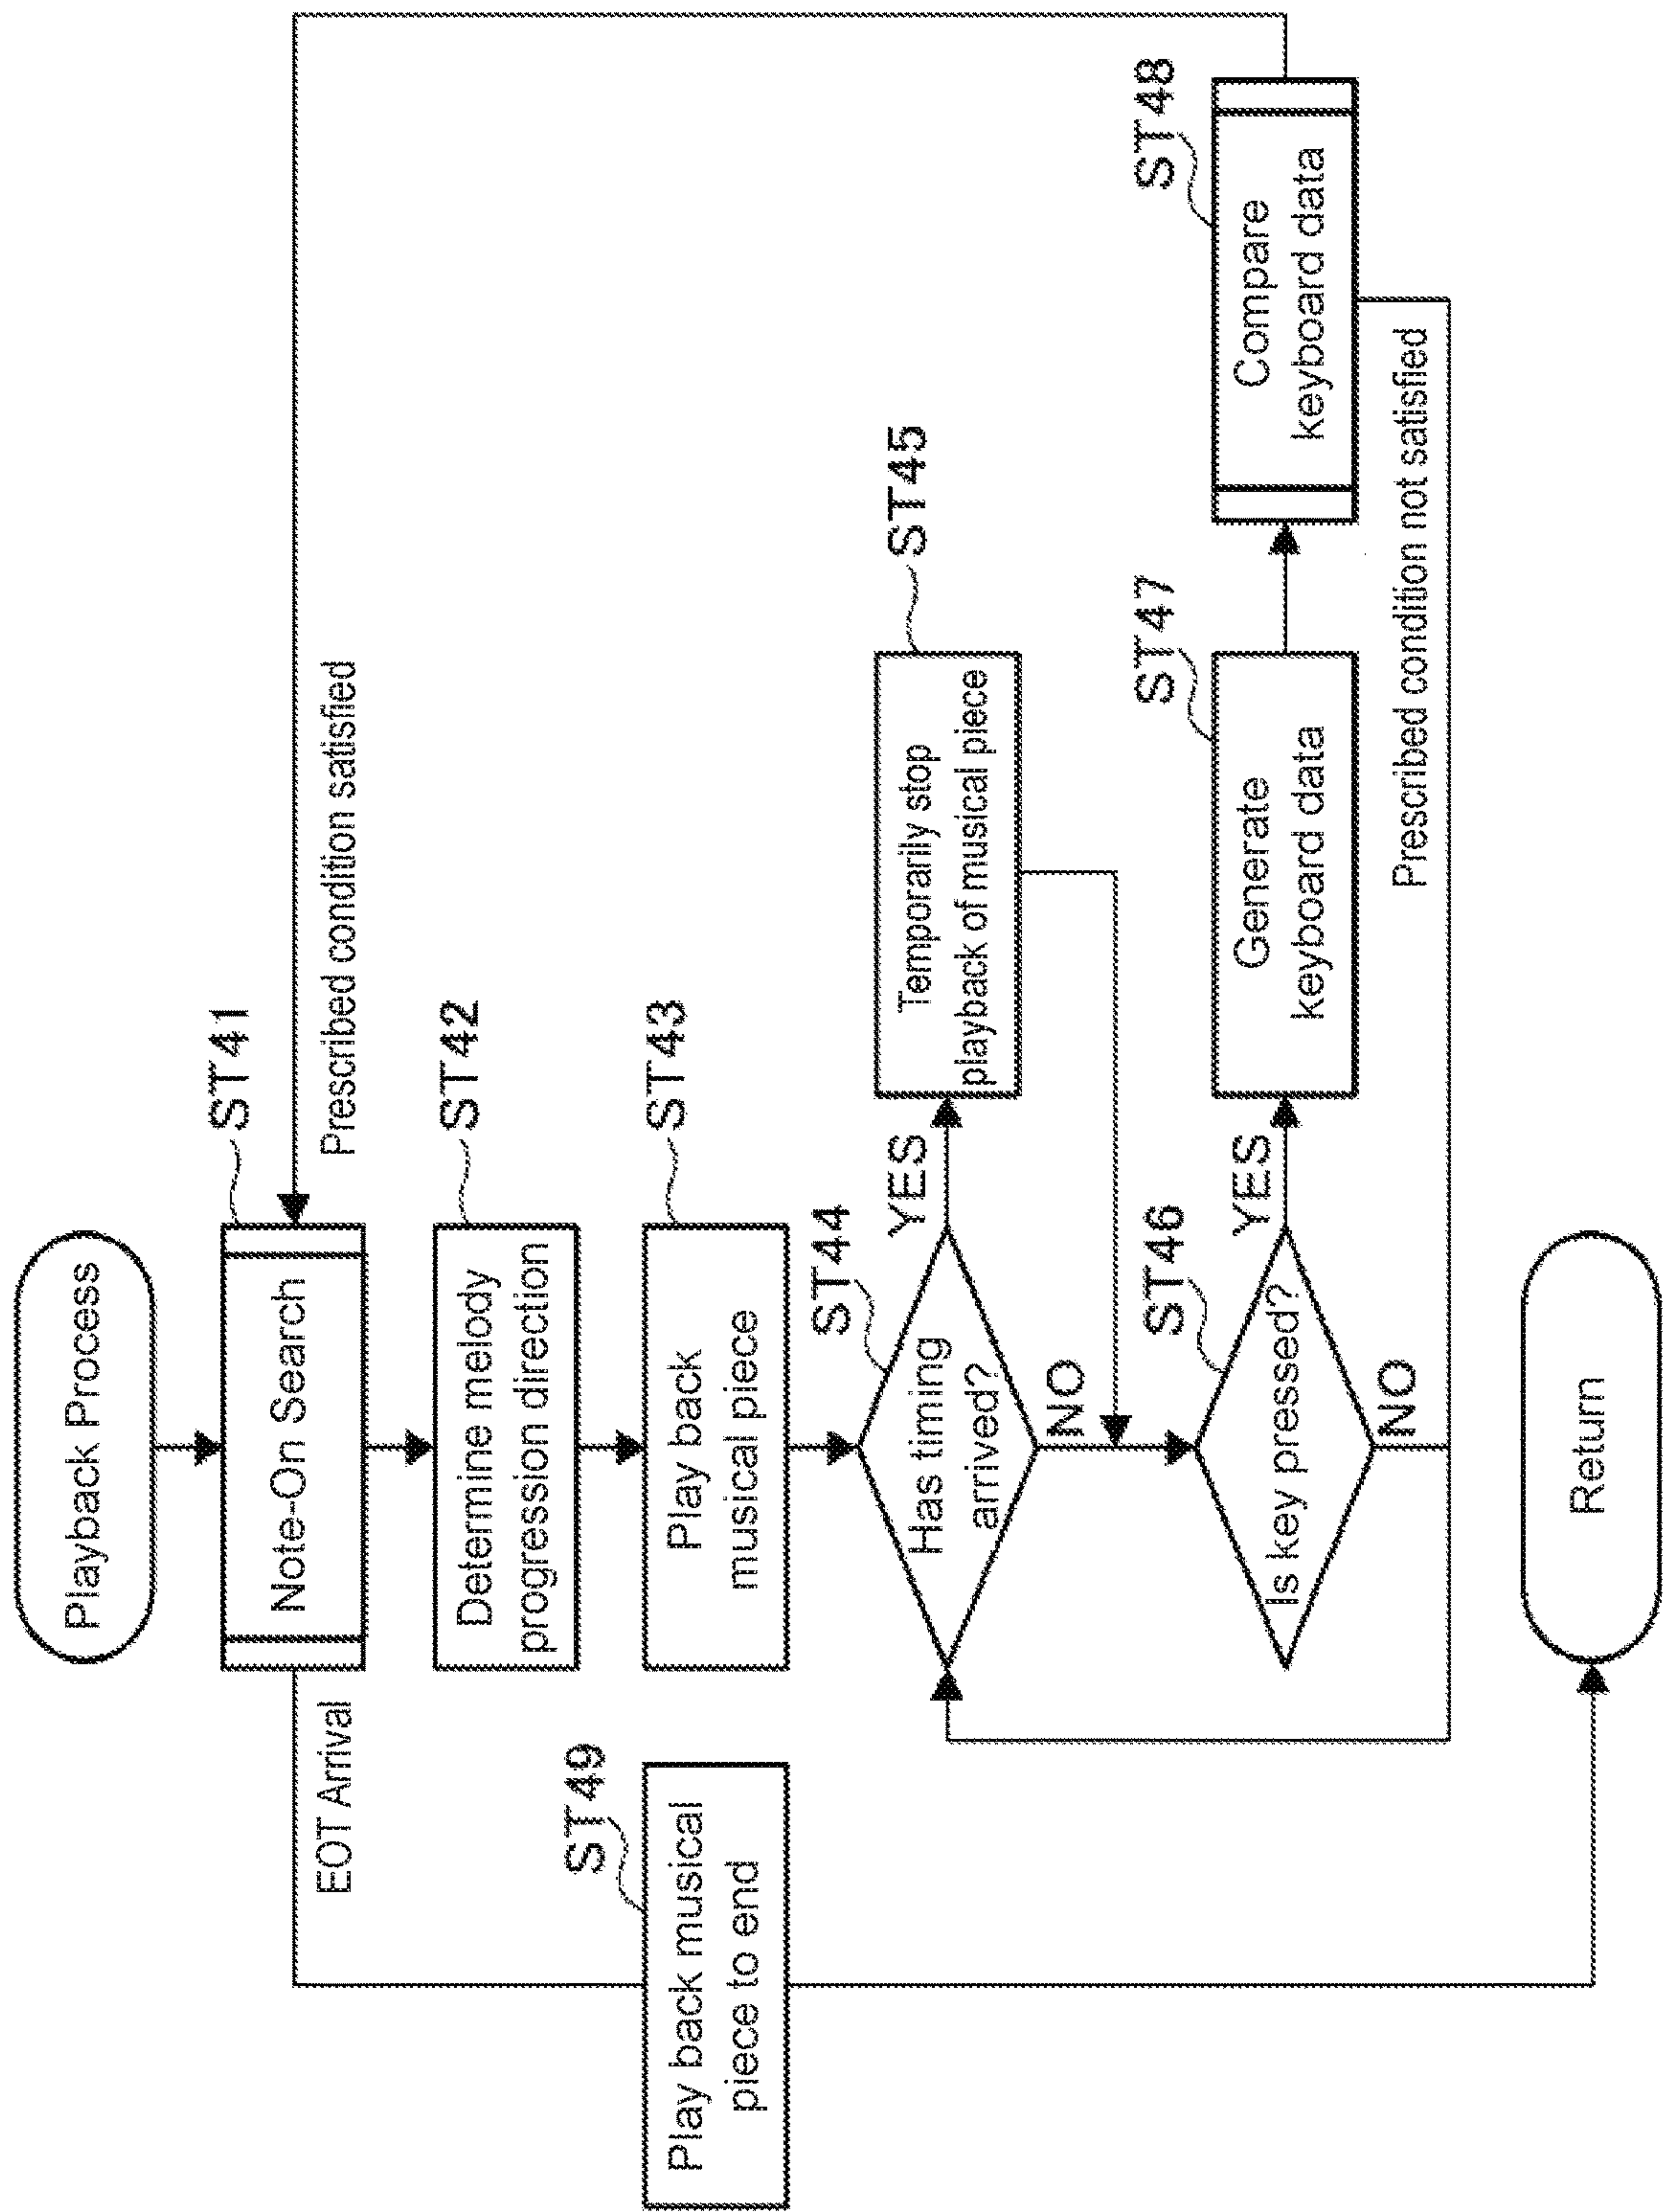 Playback Process
ST41
Note-On Search
EOT Arrival
Prescribed condition satisfied
ST42
Determine melody
progression direction
ST49
Play back musical
piece to end
ST43
Play back
musical piece
ST44
Has timing
arrived?
YES
NO
ST45
Temporarily stop
playback of musical piece
ST46
Is key pressed?
YES
NO
ST47
Generate
keyboard data
ST48
Compare
keyboard data
Prescribed condition not satisfied
Return